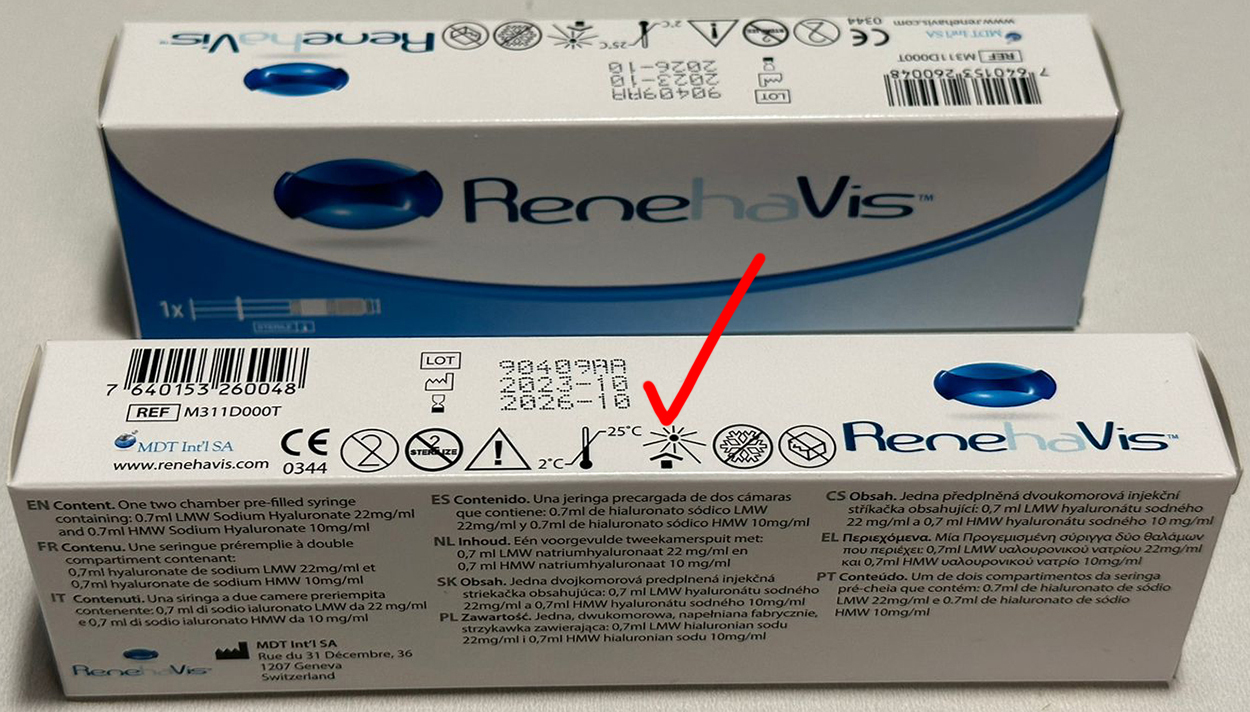 RenehaVis™
2°C
25°C
2
STERILIZE
2
CE
0344
www.renehavis.com
MDT Int'l SA
REF M311D000T
7 640153 260048
LOT
90409AA
2023-10
2026-10
RenehaVis™
1x
STERILE
7 640153 260048
REF M311D000T
MDT Int'l SA
www.renehavis.com
CE
0344
LOT
90409AA
2023-10
2026-10
2
2
STERILIZE
2°C
25°C
RenehaVis™
EN Content. One two chamber pre-filled syringe
containing: 0.7ml LMW Sodium Hyaluronate 22mg/ml
and 0.7ml HMW Sodium Hyaluronate 10mg/ml
FR Contenu. Une seringue préremplie à double
compartiment contenant:
0,7ml hyalurate de sodium LMW 22mg/ml et
0,7ml hyalurate de sodium HMW 10mg/ml
IT Contenuti. Una siringa a due camere preriempita
contenente: 0,7 ml di sodio ialuronato LMW da 22 mg/ml
e 0,7 ml di sodio ialuronato HMW da 10 mg/ml
RenehaVis™
MDT Int'l SA
Rue du 31 Décembre, 36
1207 Geneva
Switzerland
ES Contenido. Una jeringa precargada de dos cámaras
que contiene: 0.7ml de hialuronato sódico LMW
22mg/ml y 0.7ml de hialuronato sódico HMW 10mg/ml
NL Inhoud. Eén voorgevulde tweekamerspuit met:
0,7 ml LMW natriumhyaluronaat 22 mg/ml en
0,7 ml HMW natriumhyaluronaat 10 mg/ml
SK Obsah. Jedna dvojkomorová predplnená injekčná
striekačka obsahujúca: 0,7 ml LMW hyalurónatu sodného
22mg/ml a 0,7ml HMW hyalurónatu sodného 10mg/ml
PL Zawartość. Jedna, dwukomorowa, napełniana fabrycznie,
strzykawka zawierająca: 0,7ml LMW hialuronian sodu
22mg/ml i 0,7ml HMW hialuronian sodu 10mg/ml
CS Obsah. Jedna předplněná dvoukomorová injekční
stříkačka obsahující: 0,7 ml LMW hyalurónatu sodného
22 mg/ml a 0,7 ml HMW hyalurónatu sodného 10 mg/ml
EL Περιεχόμενα. Μία Προγεμισμένη σύριγγα δύο θαλάμων
που περιέχει: 0,7ml LMW υαλουρονικού νατρίου 22mg/ml
και 0,7ml HMW υαλουρονικού νατρίου 10mg/ml
PT Conteúdo. Um de dois compartimentos da seringa
pré-cheia que contém: 0.7ml de hialuronato de sódio
LMW 22mg/ml e 0.7ml de hialuronato de sódio
HMW 10mg/ml